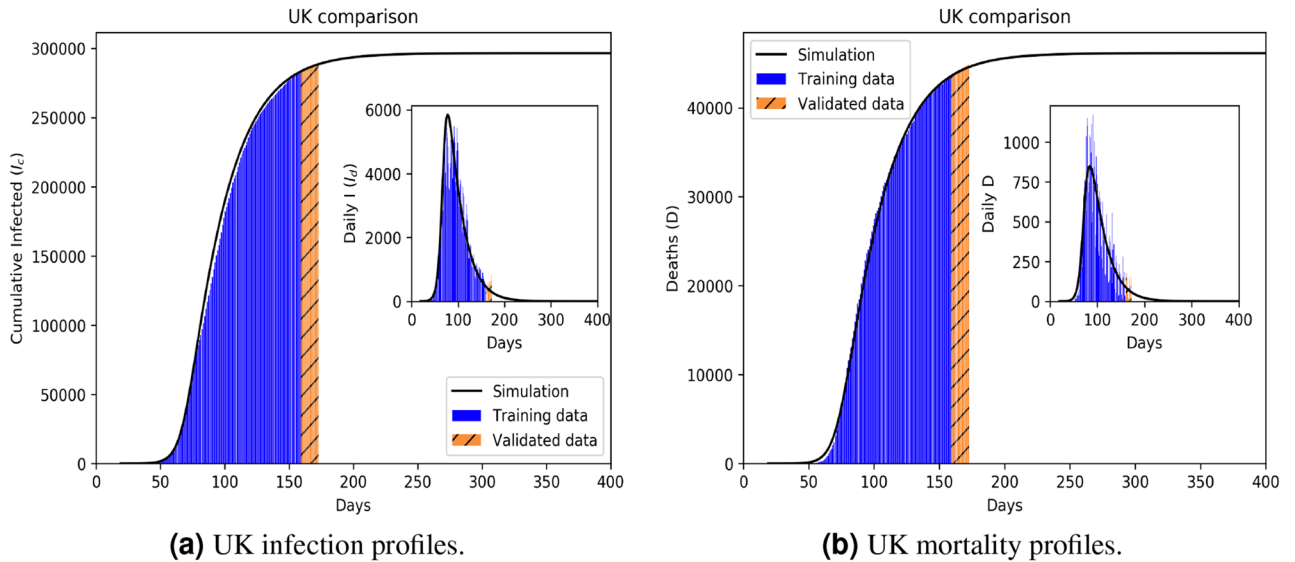 UK comparison
300000
250000
200000
150000
100000
50000
0
Cumulative Infected (I_c)
0 50 100 150 200 250 300 350 400
Days
6000
4000
2000
0
Daily I (I_d)
0 100 200 300 400
Days
Simulation
Training data
Validated data
(a) UK infection profiles.
UK comparison
Simulation
Training data
Validated data
40000
30000
20000
10000
0
Deaths (D)
0 50 100 150 200 250 300 350 400
Days
1000
750
500
250
0
Daily D
0 100 200 300 400
Days
(b) UK mortality profiles.